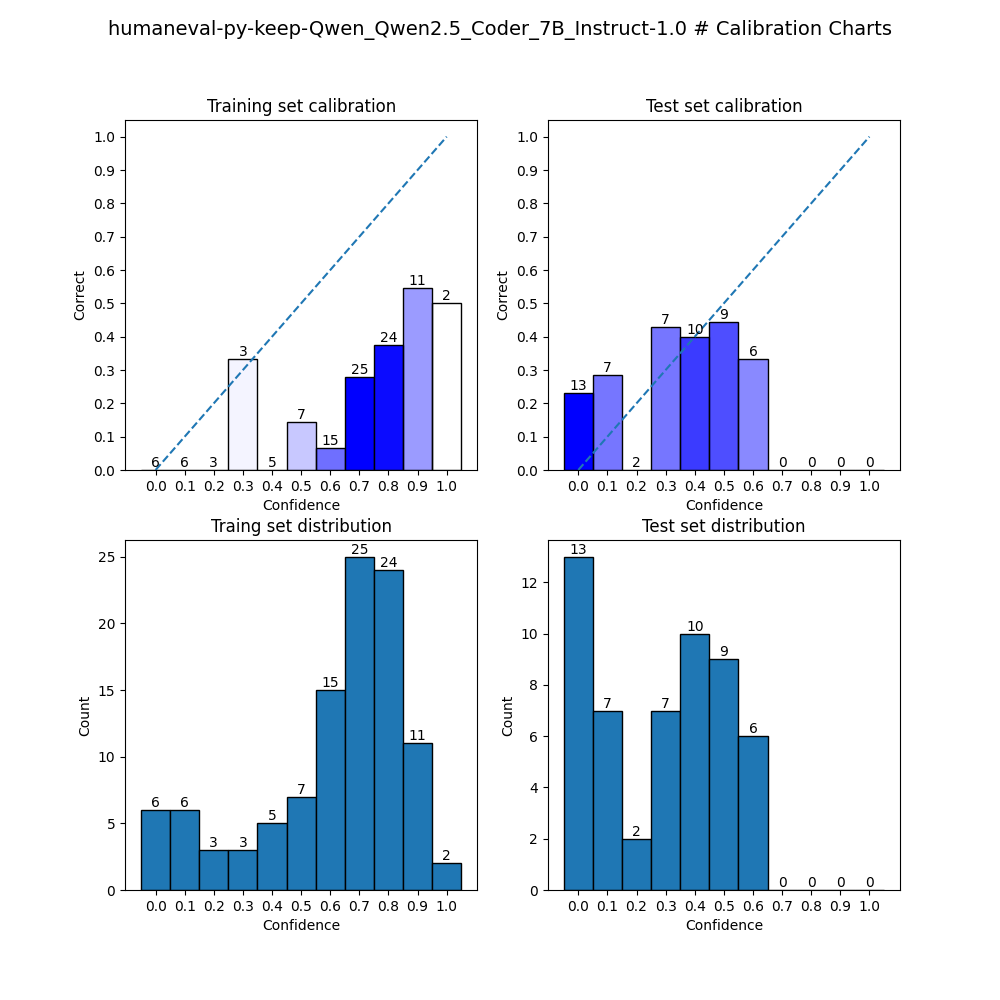 humaneval-py-keep-Qwen_Qwen2.5_Coder_7B_Instruct-1.0 # Calibration Charts
Training set calibration
1.0
0.9
0.8
0.7
0.6
0.5
0.4
0.3
0.2
0.1
0.0
Correct
6 6 3 3 5 7 15 25 24 11 2
0.0 0.1 0.2 0.3 0.4 0.5 0.6 0.7 0.8 0.9 1.0
Confidence
Test set calibration
1.0
0.9
0.8
0.7
0.6
0.5
0.4
0.3
0.2
0.1
0.0
Correct
13 7 2 7 10 9 6 0 0 0 0
0.0 0.1 0.2 0.3 0.4 0.5 0.6 0.7 0.8 0.9 1.0
Confidence
Traing set distribution
25
20
15
10
5
0
Count
6 6 3 3 5 7 15 25 24 11 2
0.0 0.1 0.2 0.3 0.4 0.5 0.6 0.7 0.8 0.9 1.0
Confidence
Test set distribution
12
10
8
6
4
2
0
Count
13 7 2 7 10 9 6 0 0 0 0
0.0 0.1 0.2 0.3 0.4 0.5 0.6 0.7 0.8 0.9 1.0
Confidence